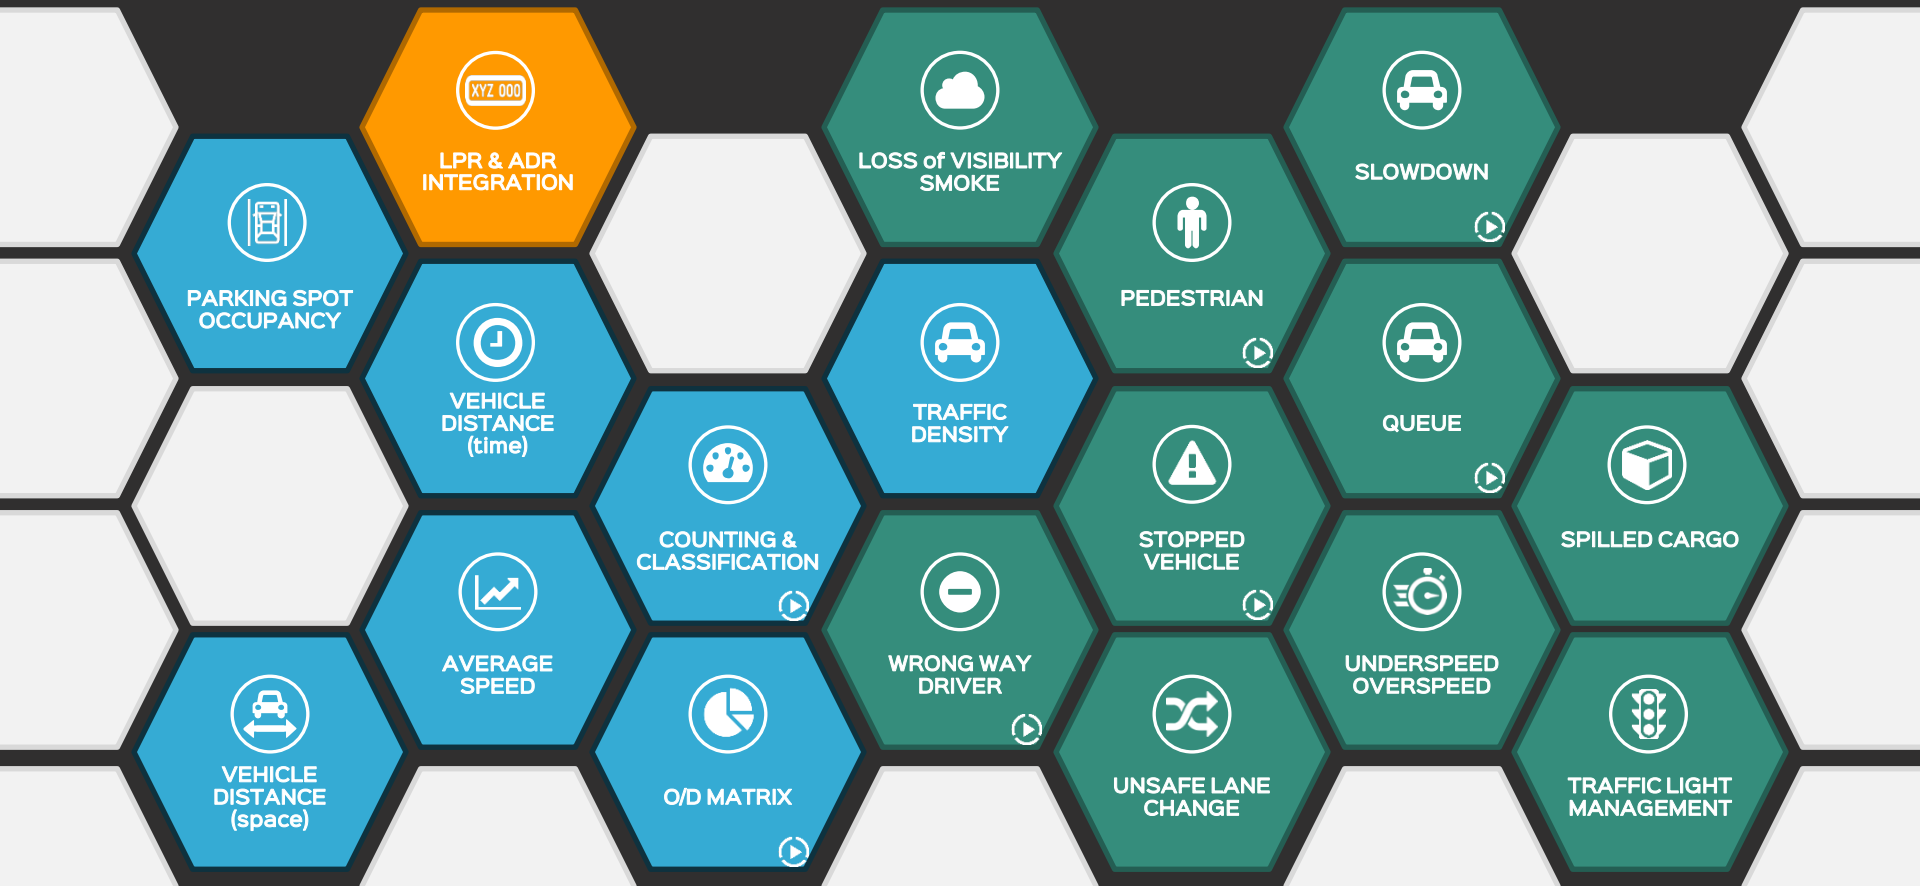 XYZ 000
LPR & ADR
INTEGRATION
LOSS of VISIBILITY
SMOKE
SLOWDOWN
PARKING SPOT
OCCUPANCY
PEDESTRIAN
VEHICLE
DISTANCE
(time)
TRAFFIC
DENSITY
QUEUE
COUNTING &
CLASSIFICATION
STOPPED
VEHICLE
SPILLED CARGO
AVERAGE
SPEED
WRONG WAY
DRIVER
UNDERSPEED
OVERSPEED
VEHICLE
DISTANCE
(space)
O/D MATRIX
UNSAFE LANE
CHANGE
TRAFFIC LIGHT
MANAGEMENT